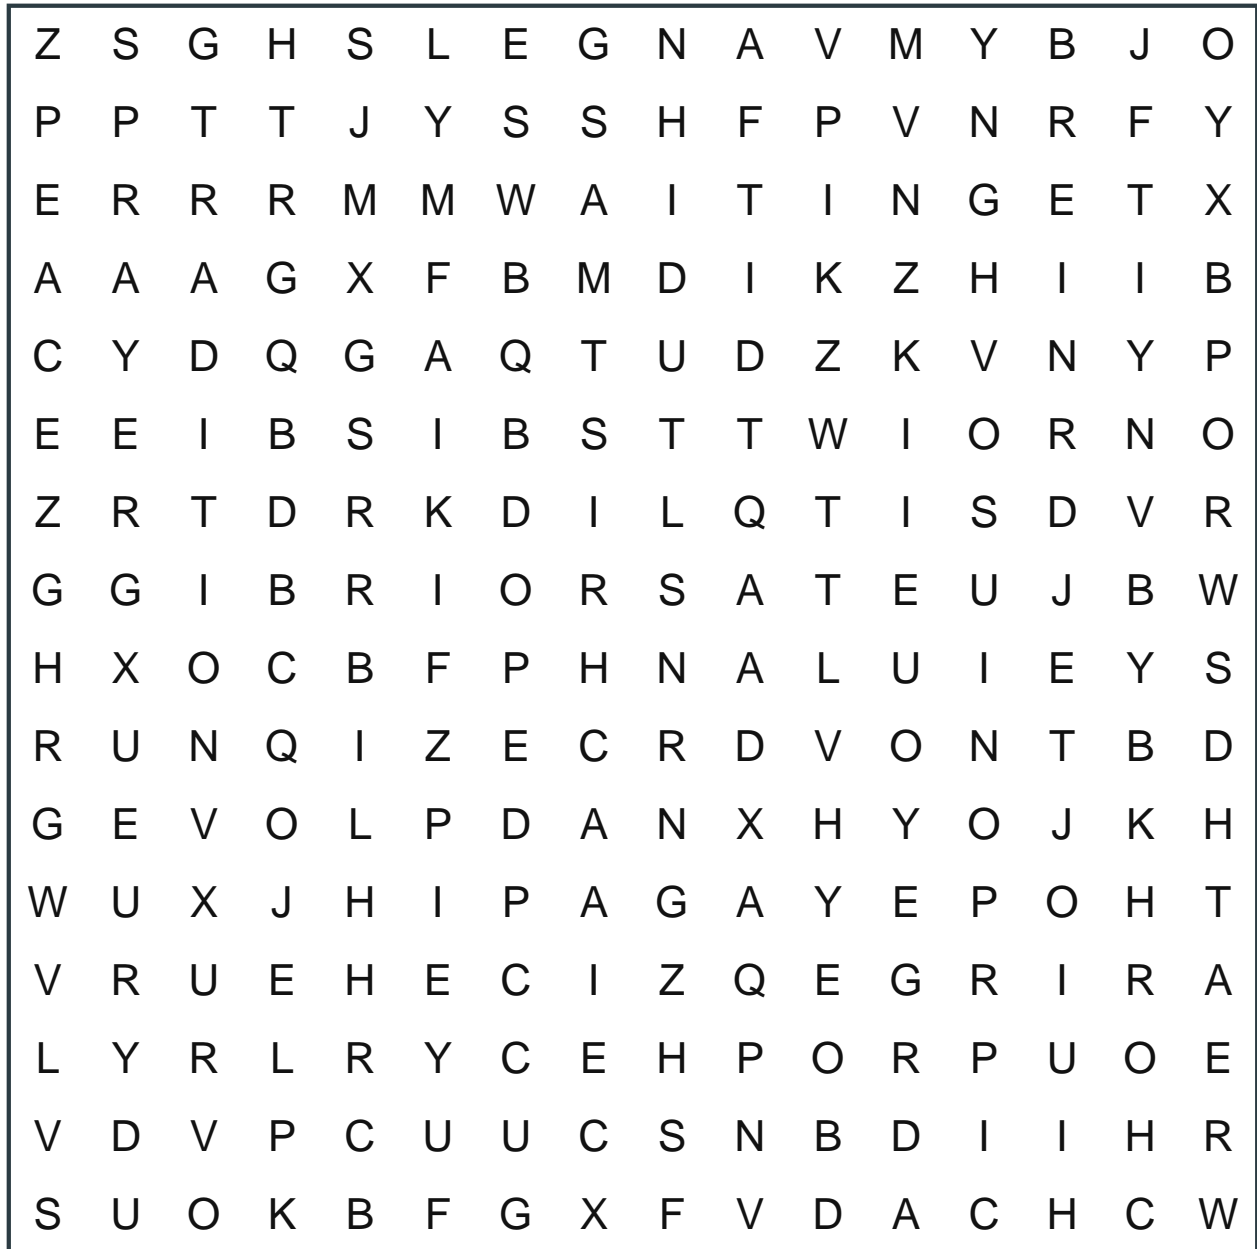 Z S G H S L E G N A V M Y B J O
P P T T J Y S S H F P V N R F Y
E R R R M M W A I T I N G E T X
A A A G X F B M D I K Z H I I B
C Y D Q G A Q T U D Z K V N Y P
E E I B S I B S T T W I O R N O
Z R T D R K D I L Q T I S D V R
G G I B R I O R S A T E U J B W
H X O C B F P H N A L U I E Y S
R U N Q I Z E C R D V O N T B D
G E V O L P D A N X H Y O J K H
W U X J H I P A G A Y E P O H T
V R U E H E C I Z Q E G R I R A
L Y R L R Y C E H P O R P U O E
V D V P C U U C S N B D I I H R
S U O K B F G X F V D A C H C W